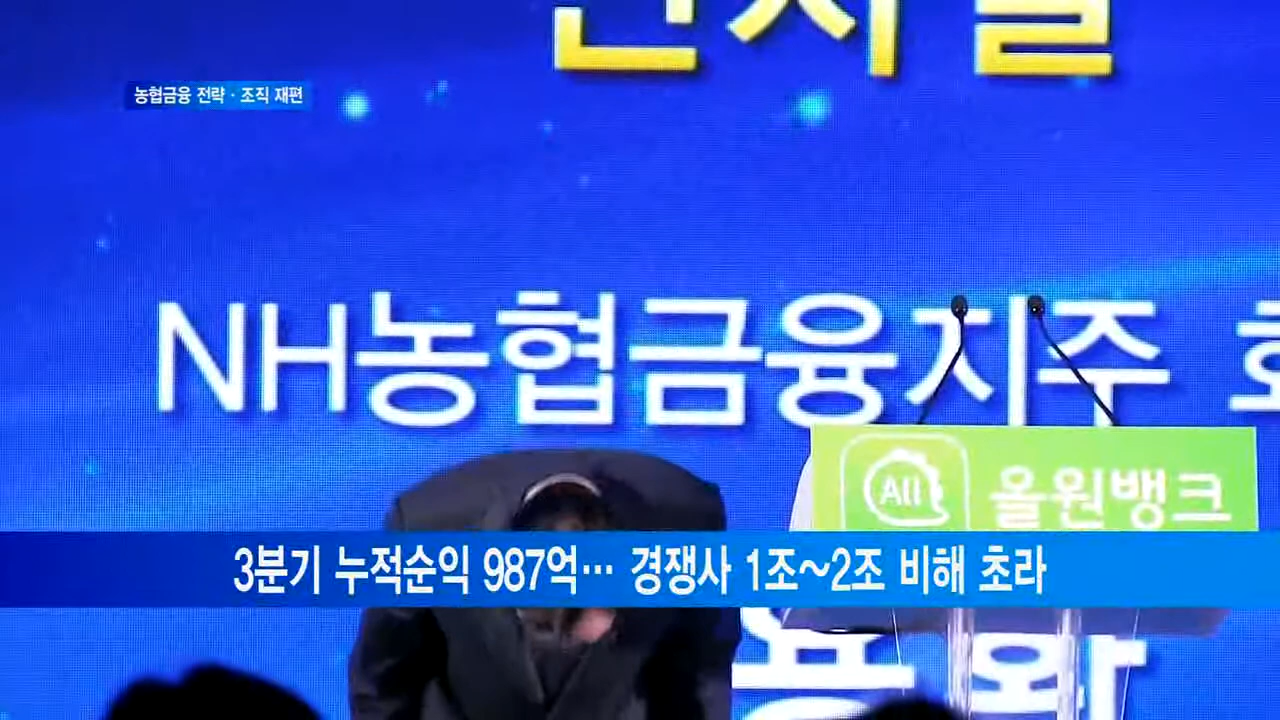 농협금융 전략 · 조직 재편
NH농협금융지주
All 올원뱅크
3분기 누적순익 987억… 경쟁사 1조~2조 비해 초라